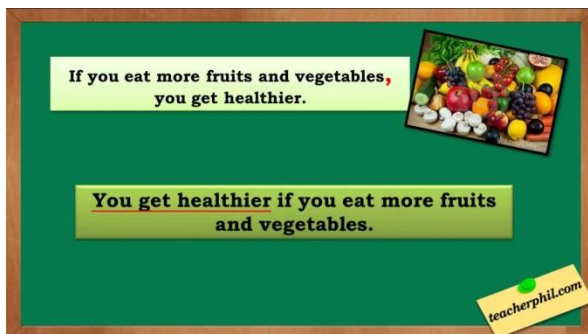 If you eat more fruits and vegetables,
you get healthier.
You get healthier if you eat more fruits
and vegetables.
teacherphil.com